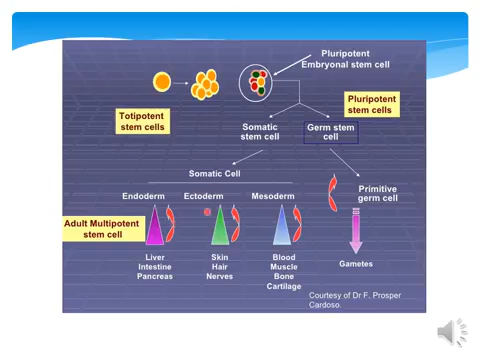 Pluripotent
Embryonal stem cell
Pluripotent
stem cells
Totipotent
stem cells
Somatic
stem cell
Germ stem
cell
Somatic Cell
Primitive
germ cell
Endoderm
Ectoderm
Mesoderm
Adult Multipotent
stem cell
Liver
Intestine
Pancreas
Skin
Hair
Nerves
Blood
Muscle
Bone
Cartilage
Gametes
Courtesy of Dr F. Prosper
Cardoso.